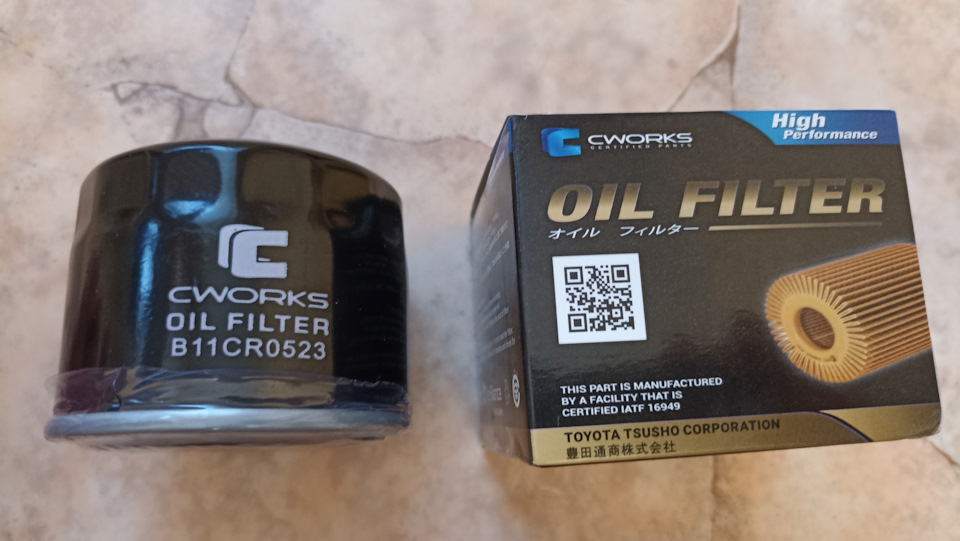 CWORKS
OIL FILTER
B11CR0523
High
Performance
CWORKS
CERTIFIED PARTS
OIL FILTER
オイル フィルター
THIS PART IS MANUFACTURED
BY A FACILITY THAT IS
CERTIFIED IATF 16949
TOYOTA TSUSHO CORPORATION
豊田通商株式会社